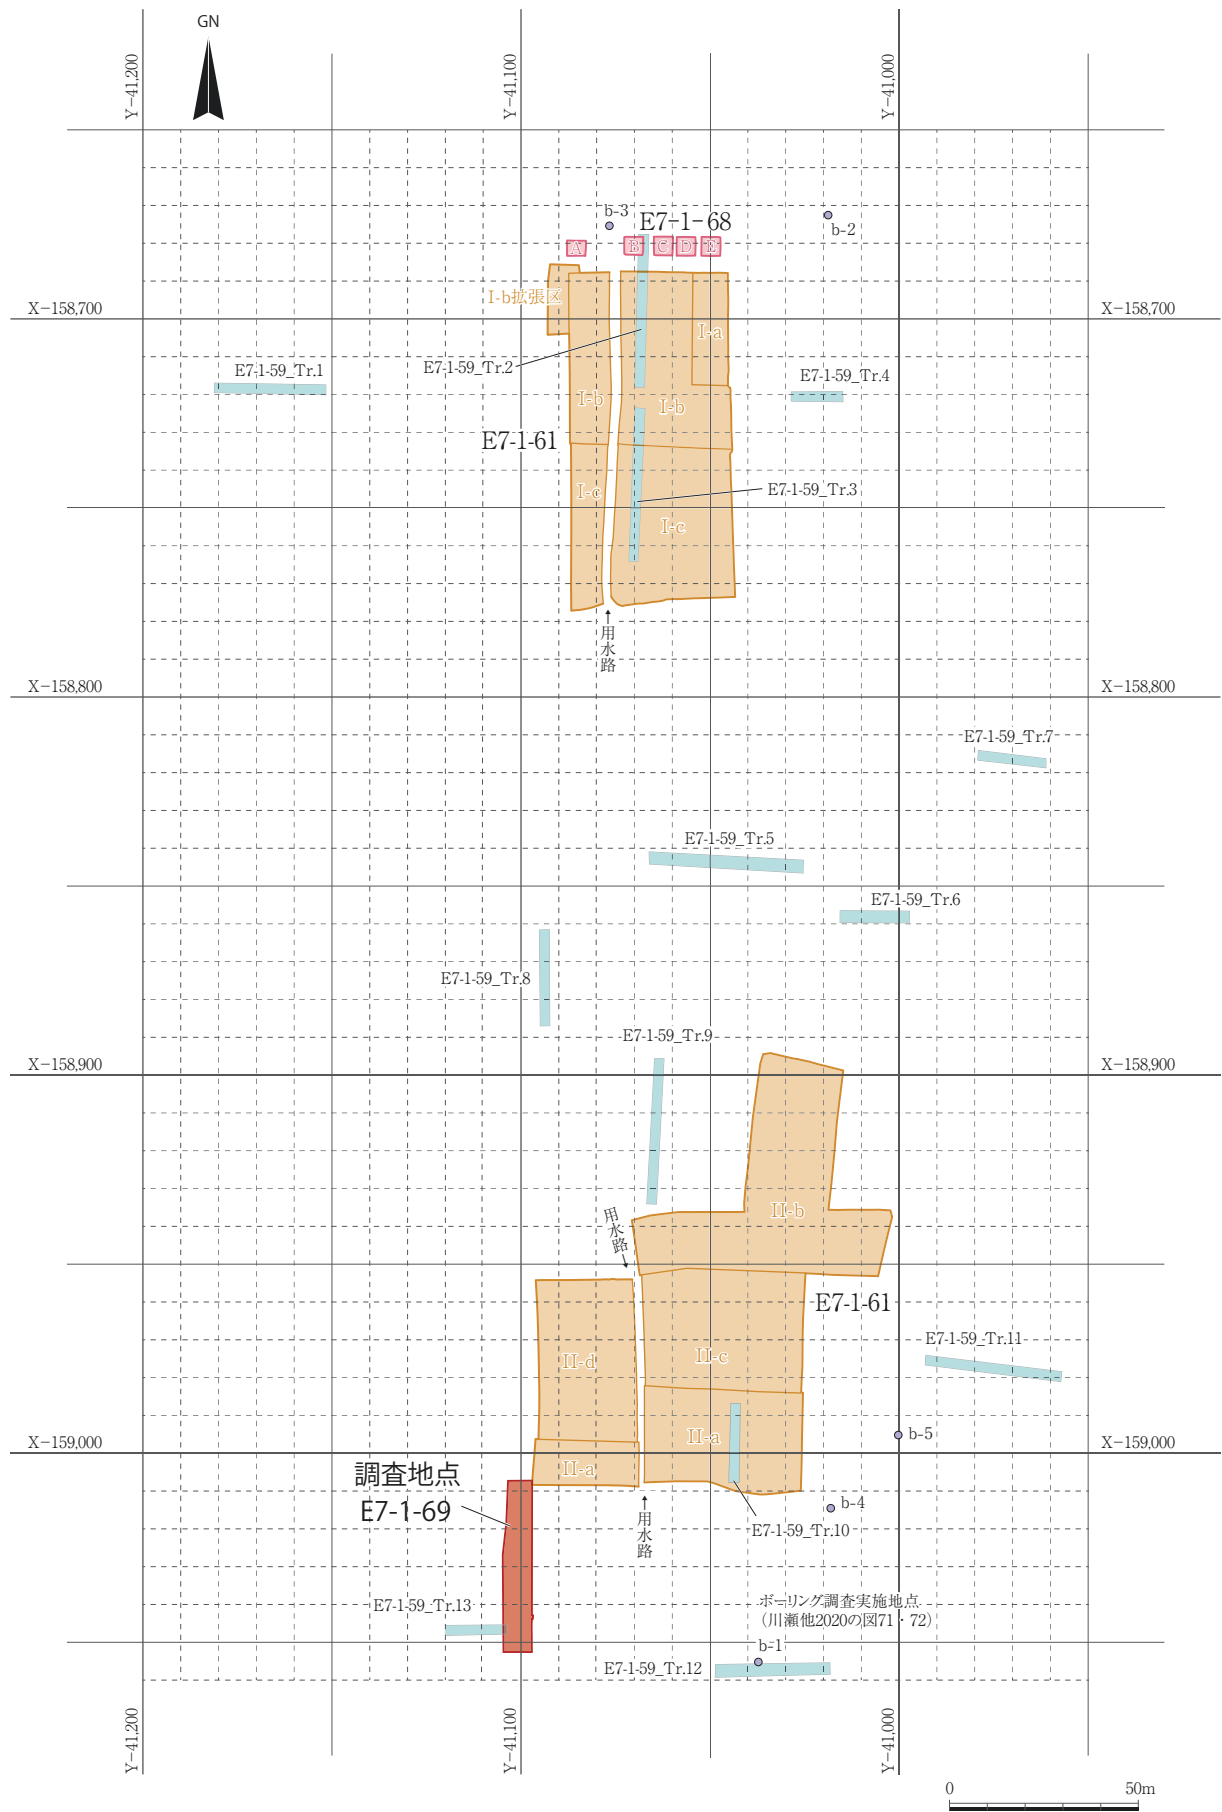 GN
Y−41,200
Y−41,100
Y−41,000
b-3
E7-1-68
b-2
A
B
C
D
E
I-b拡張区
X−158,700
X−158,700
I-a
E7-1-59_Tr.2
E7-1-59_Tr.1
E7-1-59_Tr.4
I-b
I-b
E7-1-61
I-c
E7-1-59_Tr.3
I-c
用水路
X−158,800
X−158,800
E7-1-59_Tr.7
E7-1-59_Tr.5
E7-1-59_Tr.6
E7-1-59_Tr.8
E7-1-59_Tr.9
X−158,900
X−158,900
II-b
用水路
E7-1-61
E7-1-59_Tr.11
II-d
II-c
II-a
b-5
X−159,000
X−159,000
II-a
調査地点
E7-1-69
b-4
用水路
E7-1-59_Tr.10
ボーリング調査実施地点
（川瀬他2020の図71・72）
E7-1-59_Tr.13
b-1
E7-1-59_Tr.12
Y−41,200
Y−41,100
Y−41,000
0 50m